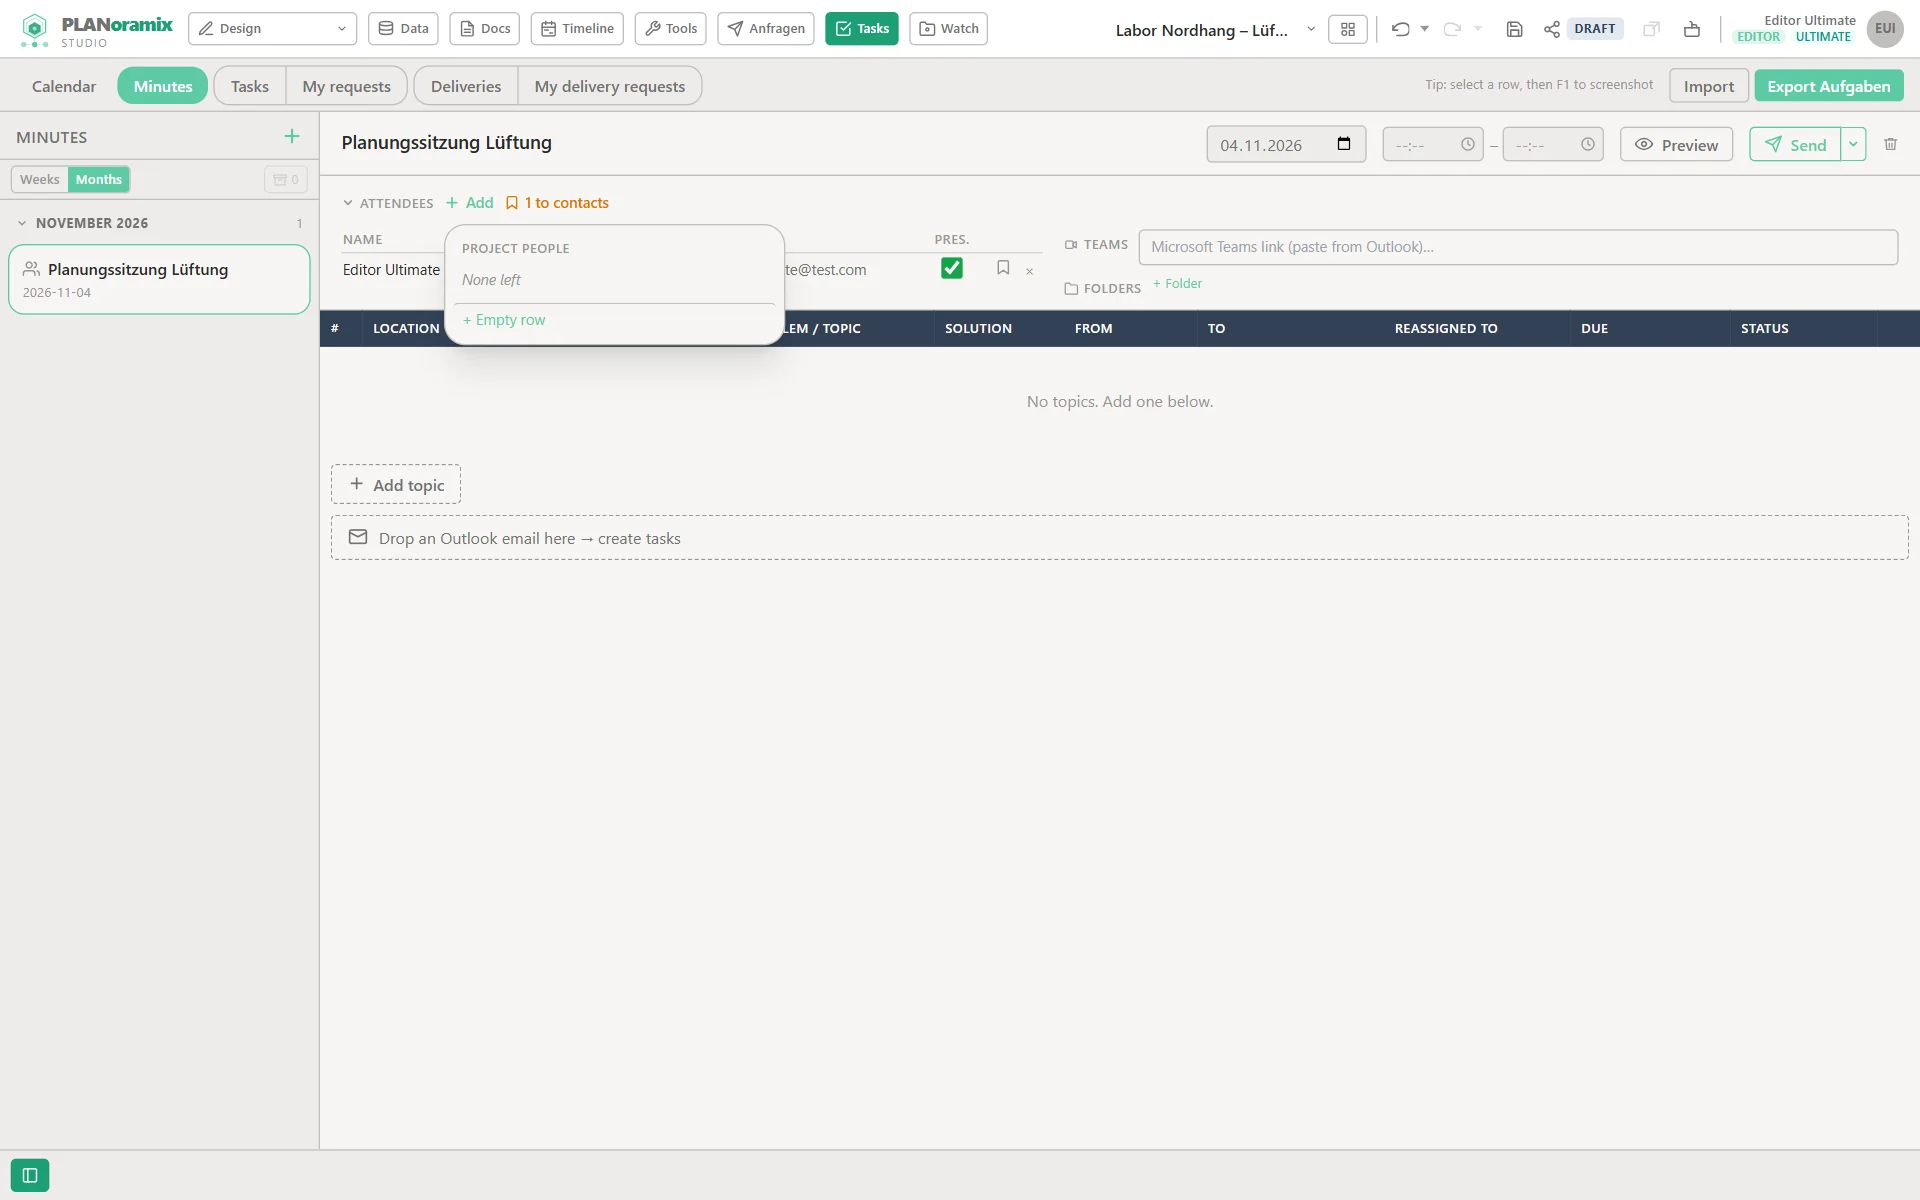 PLANoramix
STUDIO
Design
Data
Docs
Timeline
Tools
Anfragen
Tasks
Watch
Labor Nordhang – Lüf...
DRAFT
Editor Ultimate
EDITOR ULTIMATE
EUI
Calendar
Minutes
Tasks
My requests
Deliveries
My delivery requests
Tip: select a row, then F1 to screenshot
Import
Export Aufgaben
MINUTES
Weeks
Months
0
NOVEMBER 2026
1
Planungssitzung Lüftung
2026-11-04
Planungssitzung Lüftung
04.11.2026
--:--
–
--:--
Preview
Send
ATTENDEES
+ Add
1 to contacts
NAME
PRES.
Editor Ultimate
te@test.com
×
PROJECT PEOPLE
None left
+ Empty row
TEAMS
Microsoft Teams link (paste from Outlook)...
FOLDERS
+ Folder
#
LOCATION
LEM / TOPIC
SOLUTION
FROM
TO
REASSIGNED TO
DUE
STATUS
No topics. Add one below.
+ Add topic
Drop an Outlook email here → create tasks